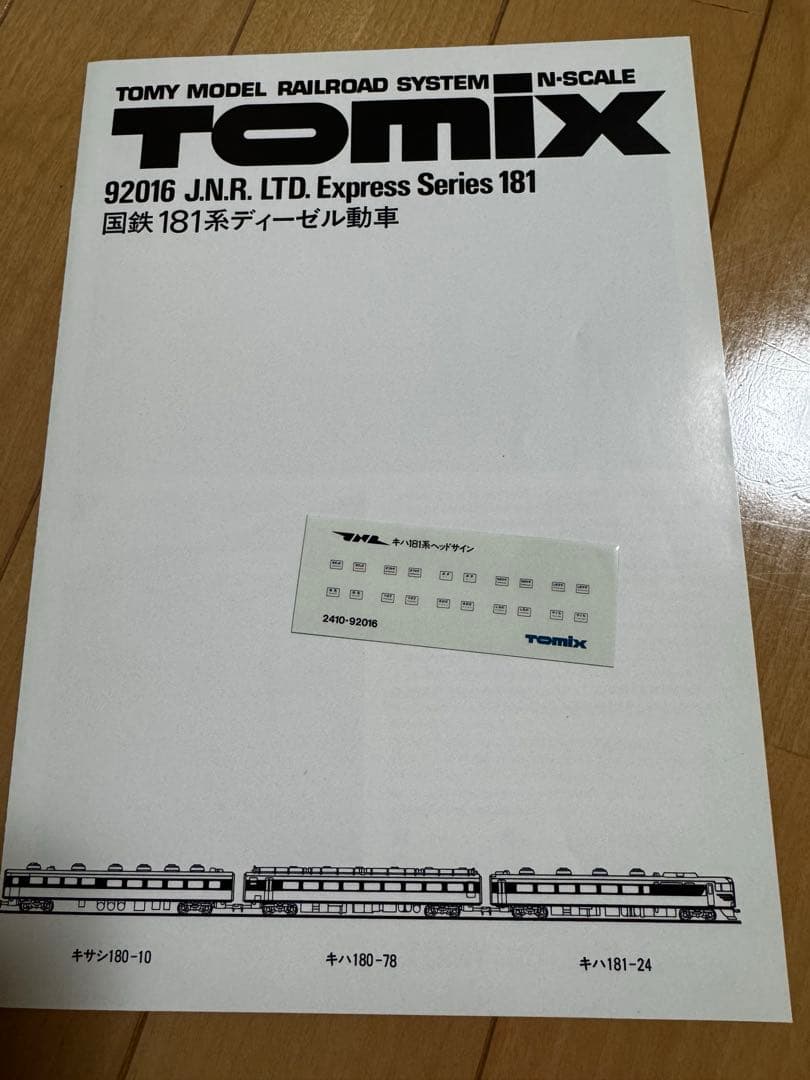 TOMY MODEL RAILROAD SYSTEM N-SCALE
TOMIX
92016 J.N.R. LTD. Express Series 181
国鉄181系ディーゼル動車
JNR キハ181系ヘッドサイン
2410-92016
TOMIX
キサシ180-10
キハ180-78
キハ181-24